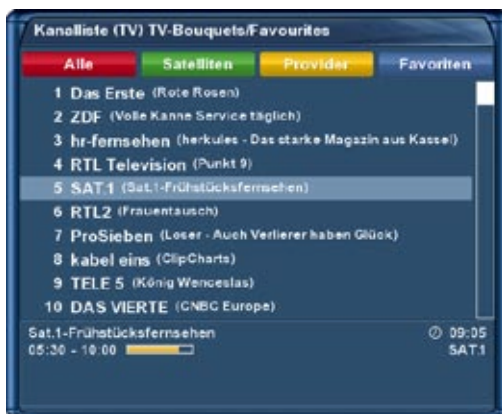 Kanalliste (TV) TV-Bouquets/Favourites
Alle Satelliten Provider Favoriten
1 Das Erste (Rote Rosen)
2 ZDF (Volle Kanne Service täglich)
3 hr-fernsehen (herkules - Das starke Magazin aus Kassel)
4 RTL Television (Punkt 9)
5 SAT.1 (Sat.1-Frühstücksfernsehen)
6 RTL2 (Frauentausch)
7 ProSieben (Loser - Auch Verlierer haben Glück)
8 kabel eins (ClipCharts)
9 TELE 5 (König Wenceslas)
10 DAS VIERTE (CNBC Europe)
Sat.1-Frühstücksfernsehen 09:05
05:30 - 10:00 SAT.1